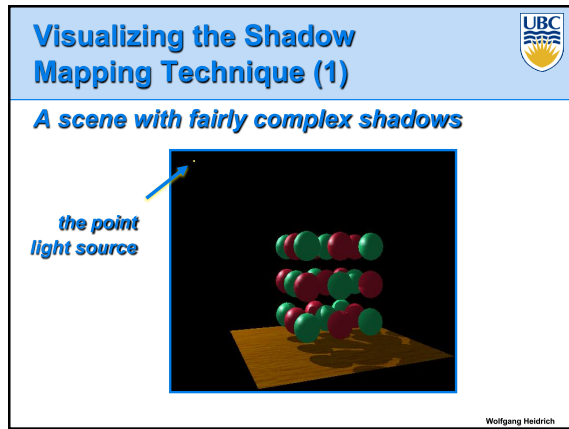 Visualizing the Shadow
Mapping Technique (1)
UBC
A scene with fairly complex shadows
the point
light source
Wolfgang Heidrich